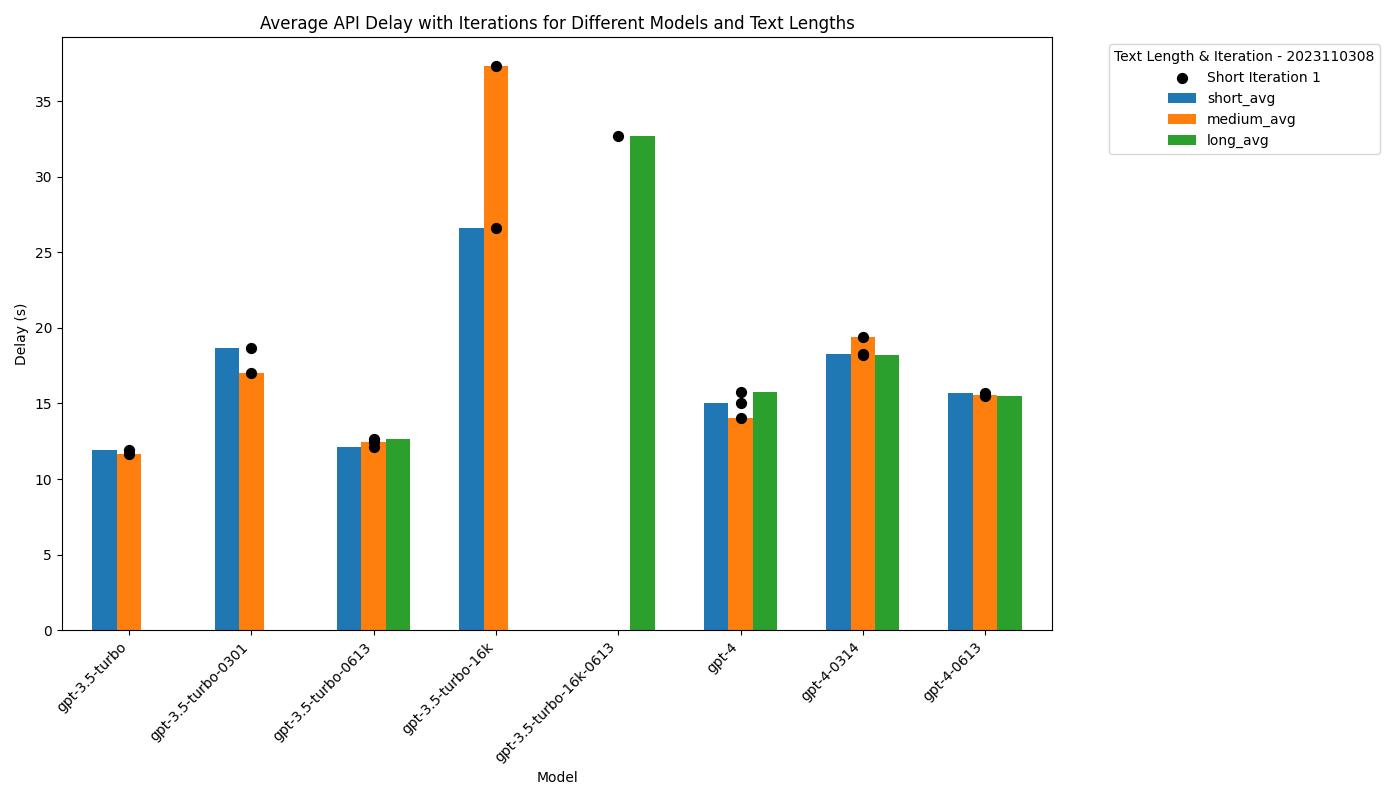 Average API Delay with Iterations for Different Models and Text Lengths
Text Length & Iteration - 2023110308
Short Iteration 1
short_avg
medium_avg
long_avg
Delay (s)
35
30
25
20
15
10
5
0
gpt-3.5-turbo
gpt-3.5-turbo-0301
gpt-3.5-turbo-0613
gpt-3.5-turbo-16k
gpt-3.5-turbo-16k-0613
gpt-4
gpt-4-0314
gpt-4-0613
Model